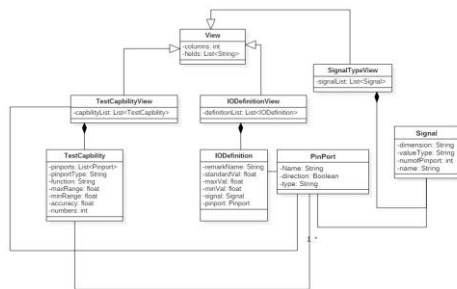 View
-columns: int
-fields: List<String>
SignalTypeView
-signalList: List<Signal>
TestCapbilityView
-capbilityList: List<TestCapbility>
IODefinitionView
-definitionList: List<IODefinition>
Signal
-dimension: String
-valueType: String
-numofPinport: int
-name: String
TestCapbility
-pinports: List<Pinport>
-pinportType: String
-function: String
-maxRange: float
-minRange: float
-accuracy: float
-numbers: int
IODefinition
-remarkName: String
-standardVal: float
-maxVal: float
-minVal: float
-signal: Signal
-pinport: Pinport
PinPort
-Name: String
-direction: Boolean
-type: String
1..*